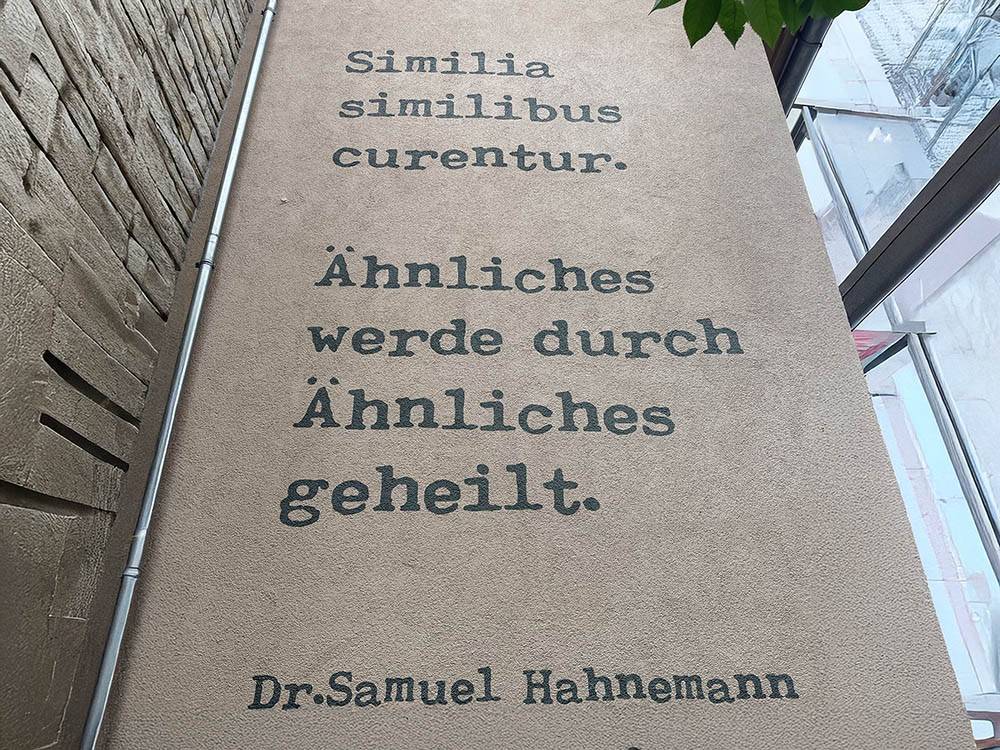 Similia
similibus
curentur.
Ähnliches
werde durch
Ähnliches
geheilt.
Dr.Samuel Hahnemann